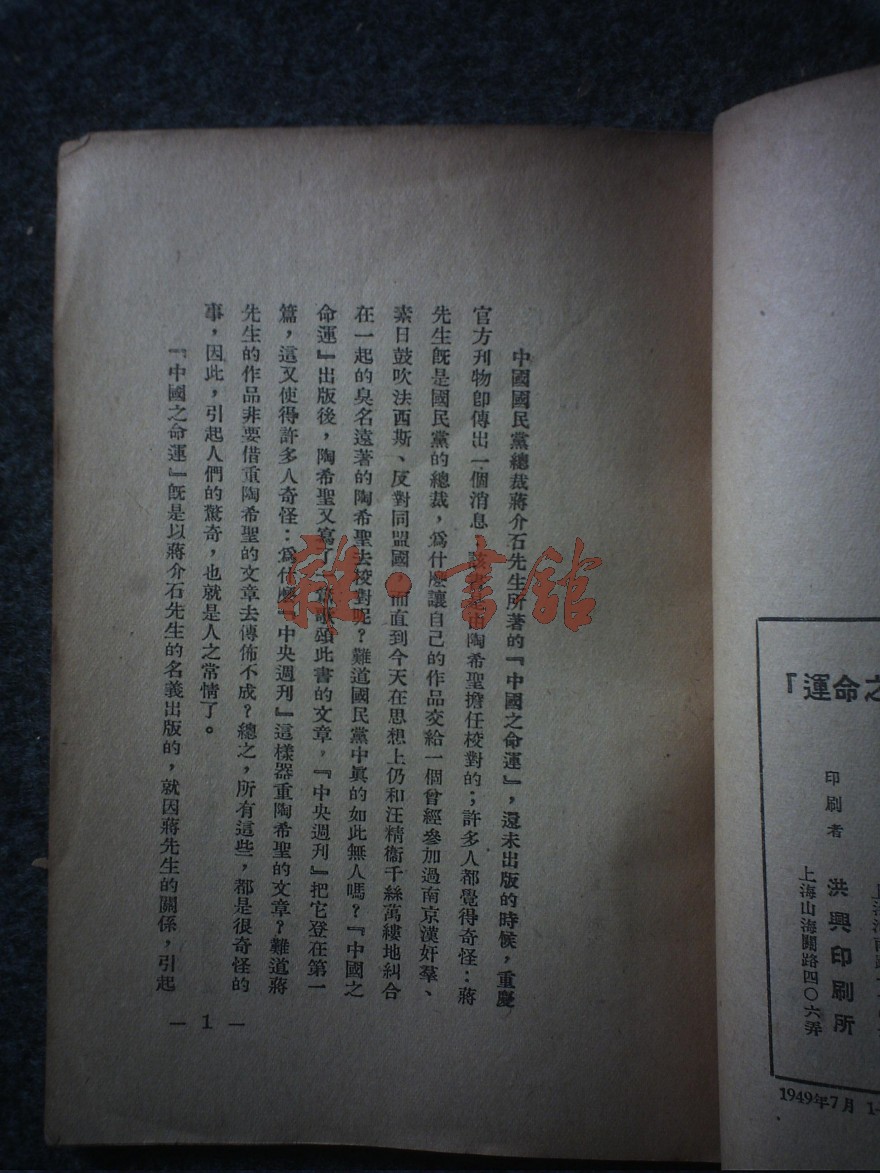 中國國民黨總裁蔣介石先生所著的『中國之命運』，還未出版的時候，重慶
官方刊物卽傳出一個消息，該書是由陶希聖擔任校對的；許多人都覺得奇怪：蔣
先生旣是國民黨的總裁，爲什麼讓自己的作品交給一個曾經參加過南京漢奸羣、
素日鼓吹法西斯、反對同盟國，而直到今天在思想上仍和汪精衞千絲萬縷地糾合
在一起的臭名遠著的陶希聖去校對呢？難道國民黨中眞的如此無人嗎？『中國之
命運』出版後，陶希聖又寫了一篇歌頌此書的文章，『中央週刊』把它登在第一
篇，這又使得許多人奇怪：爲什麼『中央週刊』這樣器重陶希聖的文章？難道蔣
先生的作品非要借重陶希聖的文章去傳佈不成？總之，所有這些，都是很奇怪的
事，因此，引起人們的驚奇，也就是人之常情了。
『中國之命運』旣是以蔣介石先生的名義出版的，就因蔣先生的關係，引起
— 1 —
雜·書館
之命運』
印刷者 洪興印刷所
上海山海關路四〇六弄
1949年7月